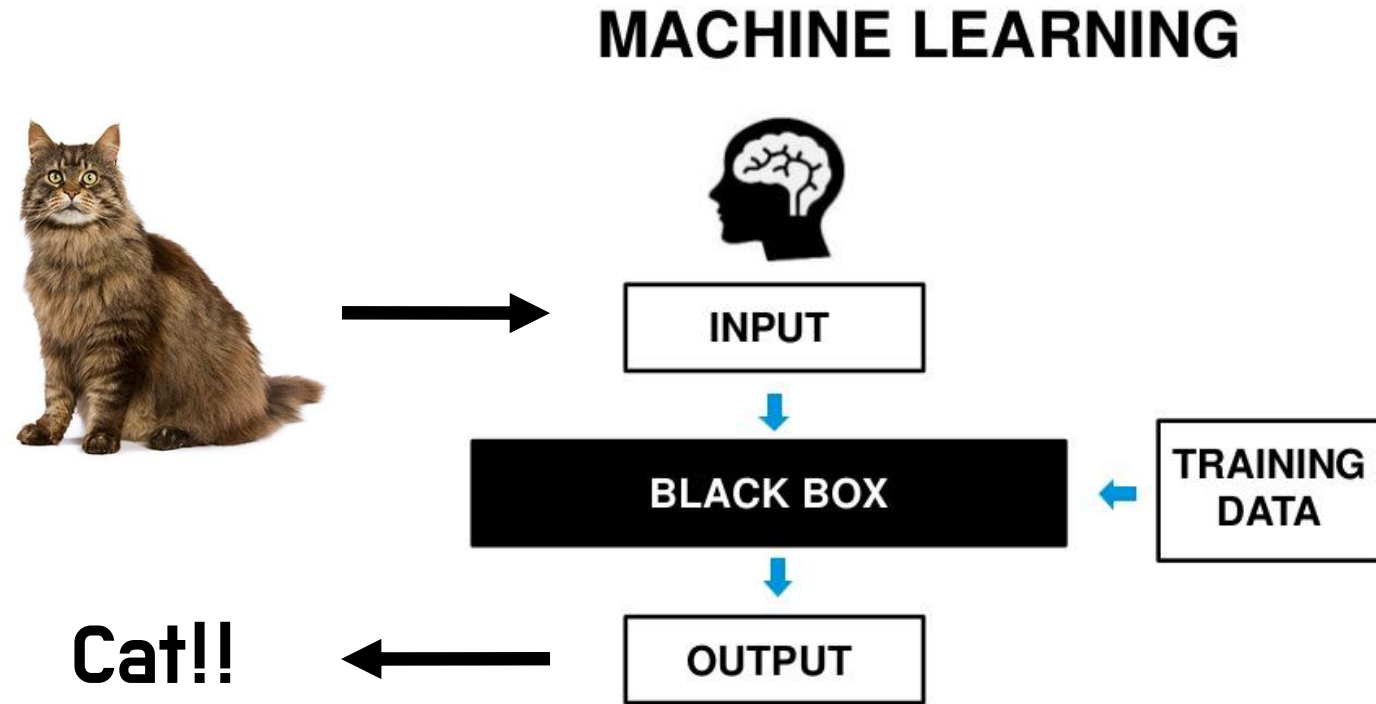 MACHINE LEARNING
INPUT
BLACK BOX
TRAINING
DATA
OUTPUT
Cat!!